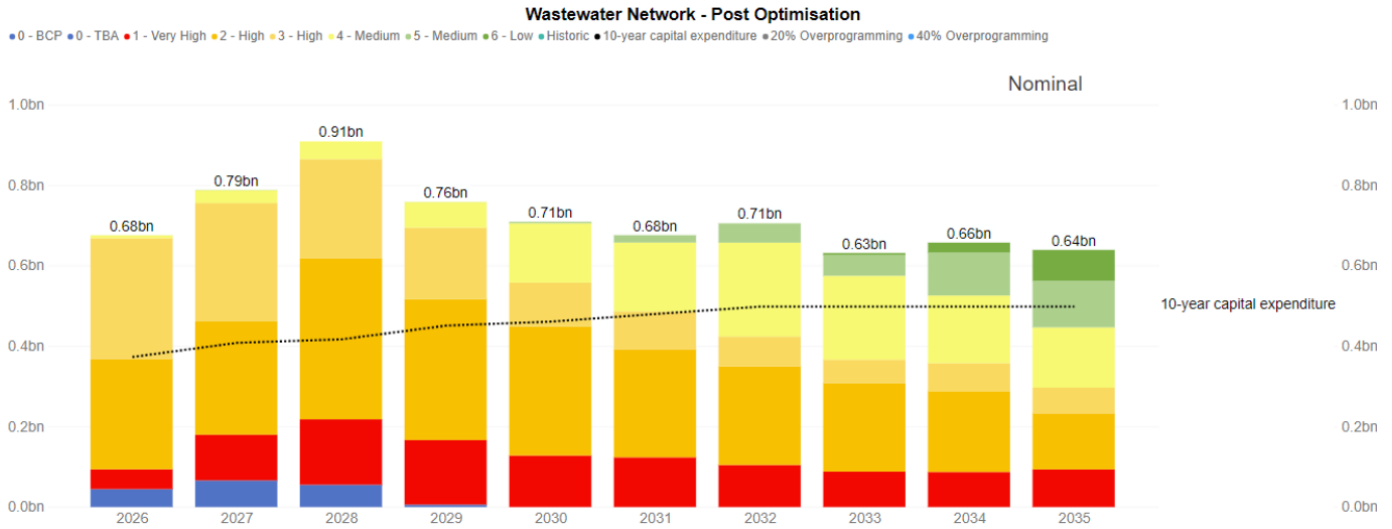 Wastewater Network - Post Optimisation
0 - BCP 0 - TBA 1 - Very High 2 - High 3 - High 4 - Medium 5 - Medium 6 - Low Historic 10-year capital expenditure 20% Overprogramming 40% Overprogramming
Nominal
1.0bn 1.0bn
0.91bn
0.79bn
0.8bn 0.8bn
0.76bn
0.71bn 0.71bn
0.68bn 0.68bn 0.66bn
0.63bn 0.64bn
0.6bn 0.6bn
10-year capital expenditure
0.4bn 0.4bn
0.2bn 0.2bn
0.0bn 0.0bn
2026 2027 2028 2029 2030 2031 2032 2033 2034 2035